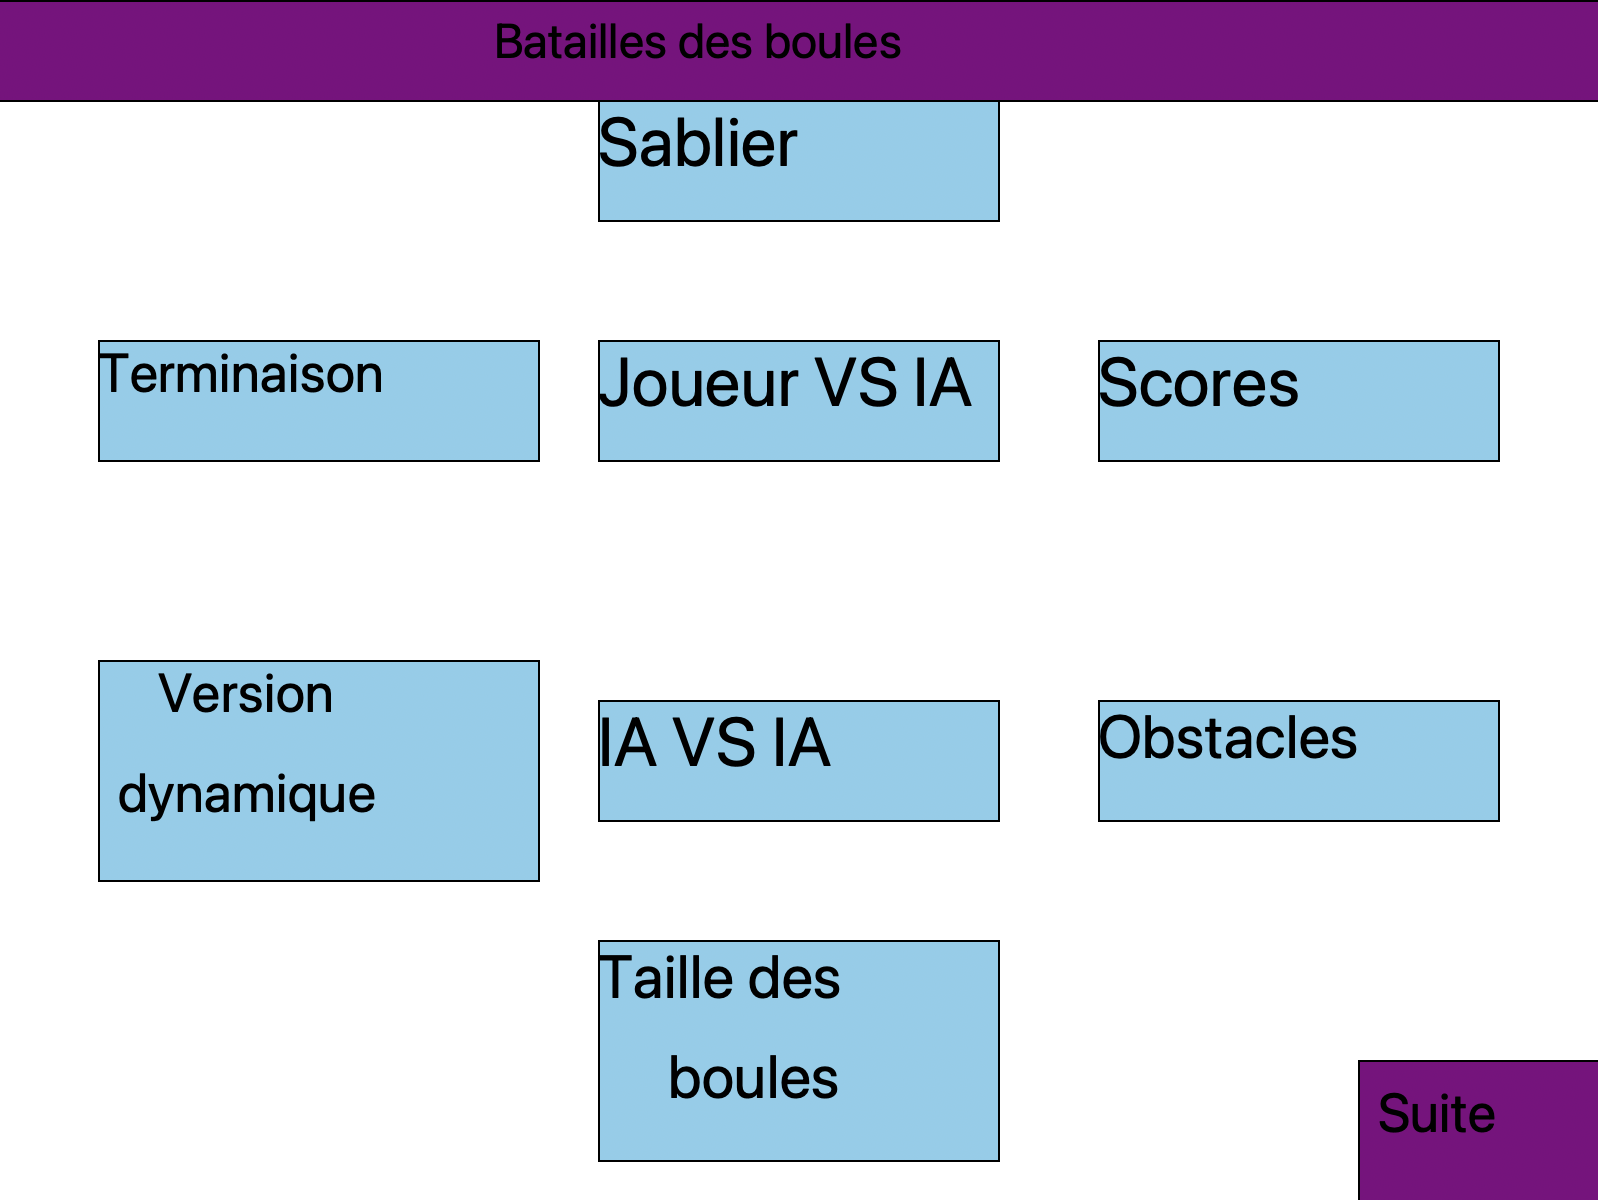 Batailles des boules
Sablier
Terminaison
Joueur VS IA
Scores
Version
dynamique
IA VS IA
Obstacles
Taille des
boules
Suite